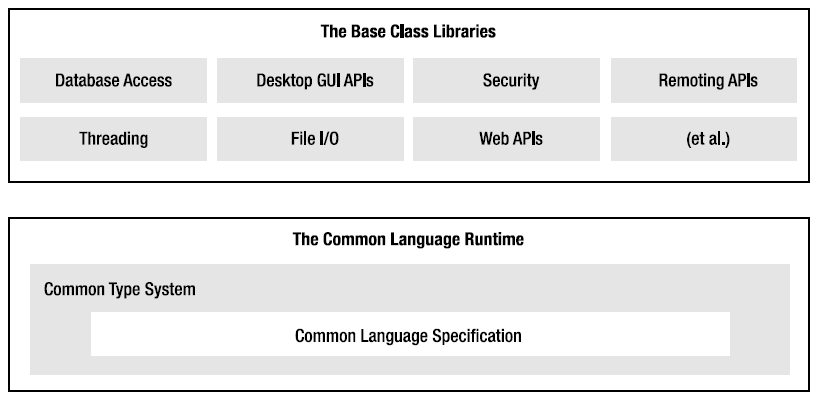 The Base Class Libraries
Database Access
Desktop GUI APIs
Security
Remoting APIs
Threading
File I/O
Web APIs
(et al.)
The Common Language Runtime
Common Type System
Common Language Specification